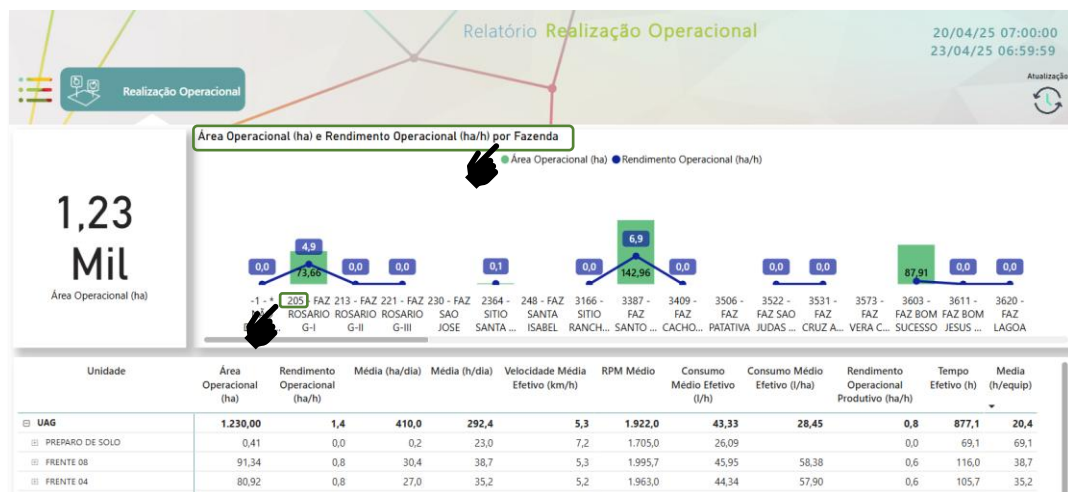 Relatório Realização Operacional
20/04/25 07:00:00
23/04/25 06:59:59
Atualização
Realização Operacional
Área Operacional (ha) e Rendimento Operacional (ha/h) por Fazenda
Área Operacional (ha) Rendimento Operacional (ha/h)
1,23
Mil
Área Operacional (ha)
4,9 6,9
0,0 73,66 0,0 0,0 0,1 0,0 142,96 0,0 0,0 0,0 87,91 0,0 0,0
-1 - * 205 - FAZ 213 - FAZ 221 - FAZ 230 - FAZ 2364 - 248 - FAZ 3166 - 3387 - 3409 - 3506 - 3522 - 3531 - 3573 - 3603 - 3611 - 3620 -
ROSARIO ROSARIO ROSARIO SAO SITIO SANTA SITIO FAZ FAZ FAZ FAZ SAO FAZ FAZ FAZ BOM FAZ BOM FAZ
G-I G-II G-III JOSE SANTA ... ISABEL RANCH... SANTO ... CACHO... PATATIVA JUDAS ... CRUZ A... VERA C... SUCESSO JESUS ... LAGOA
Unidade Área Rendimento Média (ha/dia) Média (h/dia) Velocidade Média RPM Médio Consumo Consumo Médio Rendimento Tempo Media
Operacional Operacional Efetivo (km/h) Médio Efetivo Efetivo (l/ha) Operacional Efetivo (h) (h/equip)
(ha) (ha/h) (l/h) Produtivo (ha/h)
UAG 1.230,00 1,4 410,0 292,4 5,3 1.922,0 43,33 28,45 0,8 877,1 20,4
PREPARO DE SOLO 0,41 0,0 0,2 23,0 7,2 1.705,0 26,09 0,0 69,1 69,1
FRENTE 08 91,34 0,8 30,4 38,7 5,3 1.995,7 45,95 58,38 0,6 116,0 38,7
FRENTE 04 80,92 0,8 27,0 35,2 5,2 1.963,0 44,34 57,90 0,6 105,7 35,2